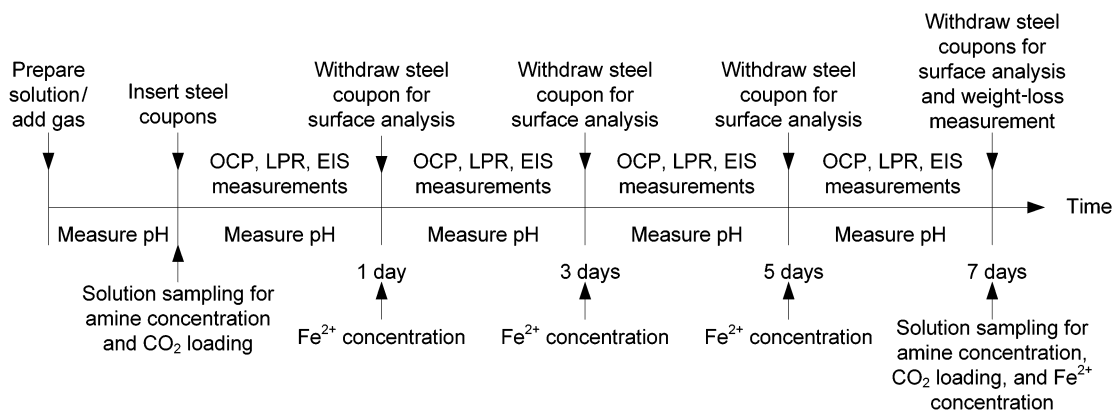 Prepare
solution/
add gas
Insert steel
coupons
Withdraw steel
coupon for
surface analysis
Withdraw steel
coupon for
surface analysis
Withdraw steel
coupon for
surface analysis
Withdraw steel
coupons for
surface analysis
and weight-loss
measurement
OCP, LPR, EIS
measurements
OCP, LPR, EIS
measurements
OCP, LPR, EIS
measurements
OCP, LPR, EIS
measurements
Time
Measure pH
Measure pH
Measure pH
Measure pH
Measure pH
Solution sampling for
amine concentration
and CO₂ loading
1 day
Fe²⁺ concentration
3 days
Fe²⁺ concentration
5 days
Fe²⁺ concentration
7 days
Solution sampling for
amine concentration,
CO₂ loading, and Fe²⁺
concentration